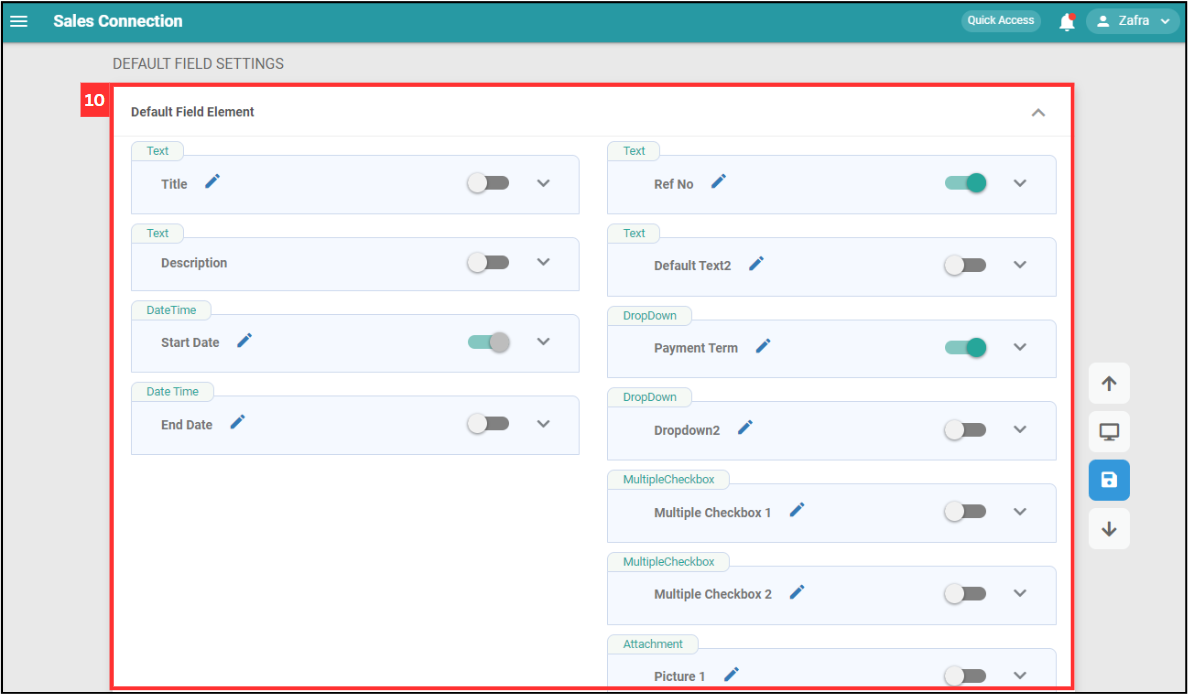 Sales Connection
Quick Access
Zafra
DEFAULT FIELD SETTINGS
10
Default Field Element
Text
Title
Text
Description
DateTime
Start Date
Date Time
End Date
Text
Ref No
Text
Default Text2
DropDown
Payment Term
DropDown
Dropdown2
MultipleCheckbox
Multiple Checkbox 1
MultipleCheckbox
Multiple Checkbox 2
Attachment
Picture 1